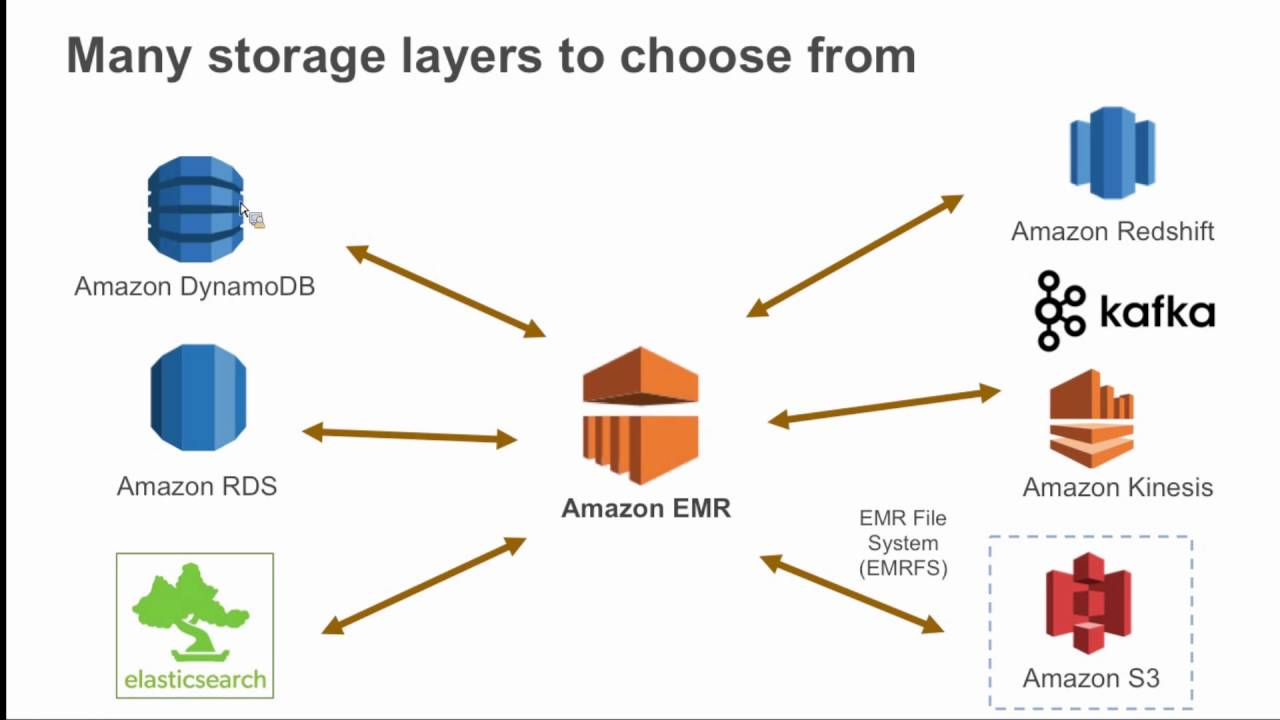 Many storage layers to choose from
Amazon DynamoDB
Amazon RDS
elasticsearch
Amazon EMR
Amazon Redshift
kafka
Amazon Kinesis
EMR File
System
(EMRFS)
Amazon S3